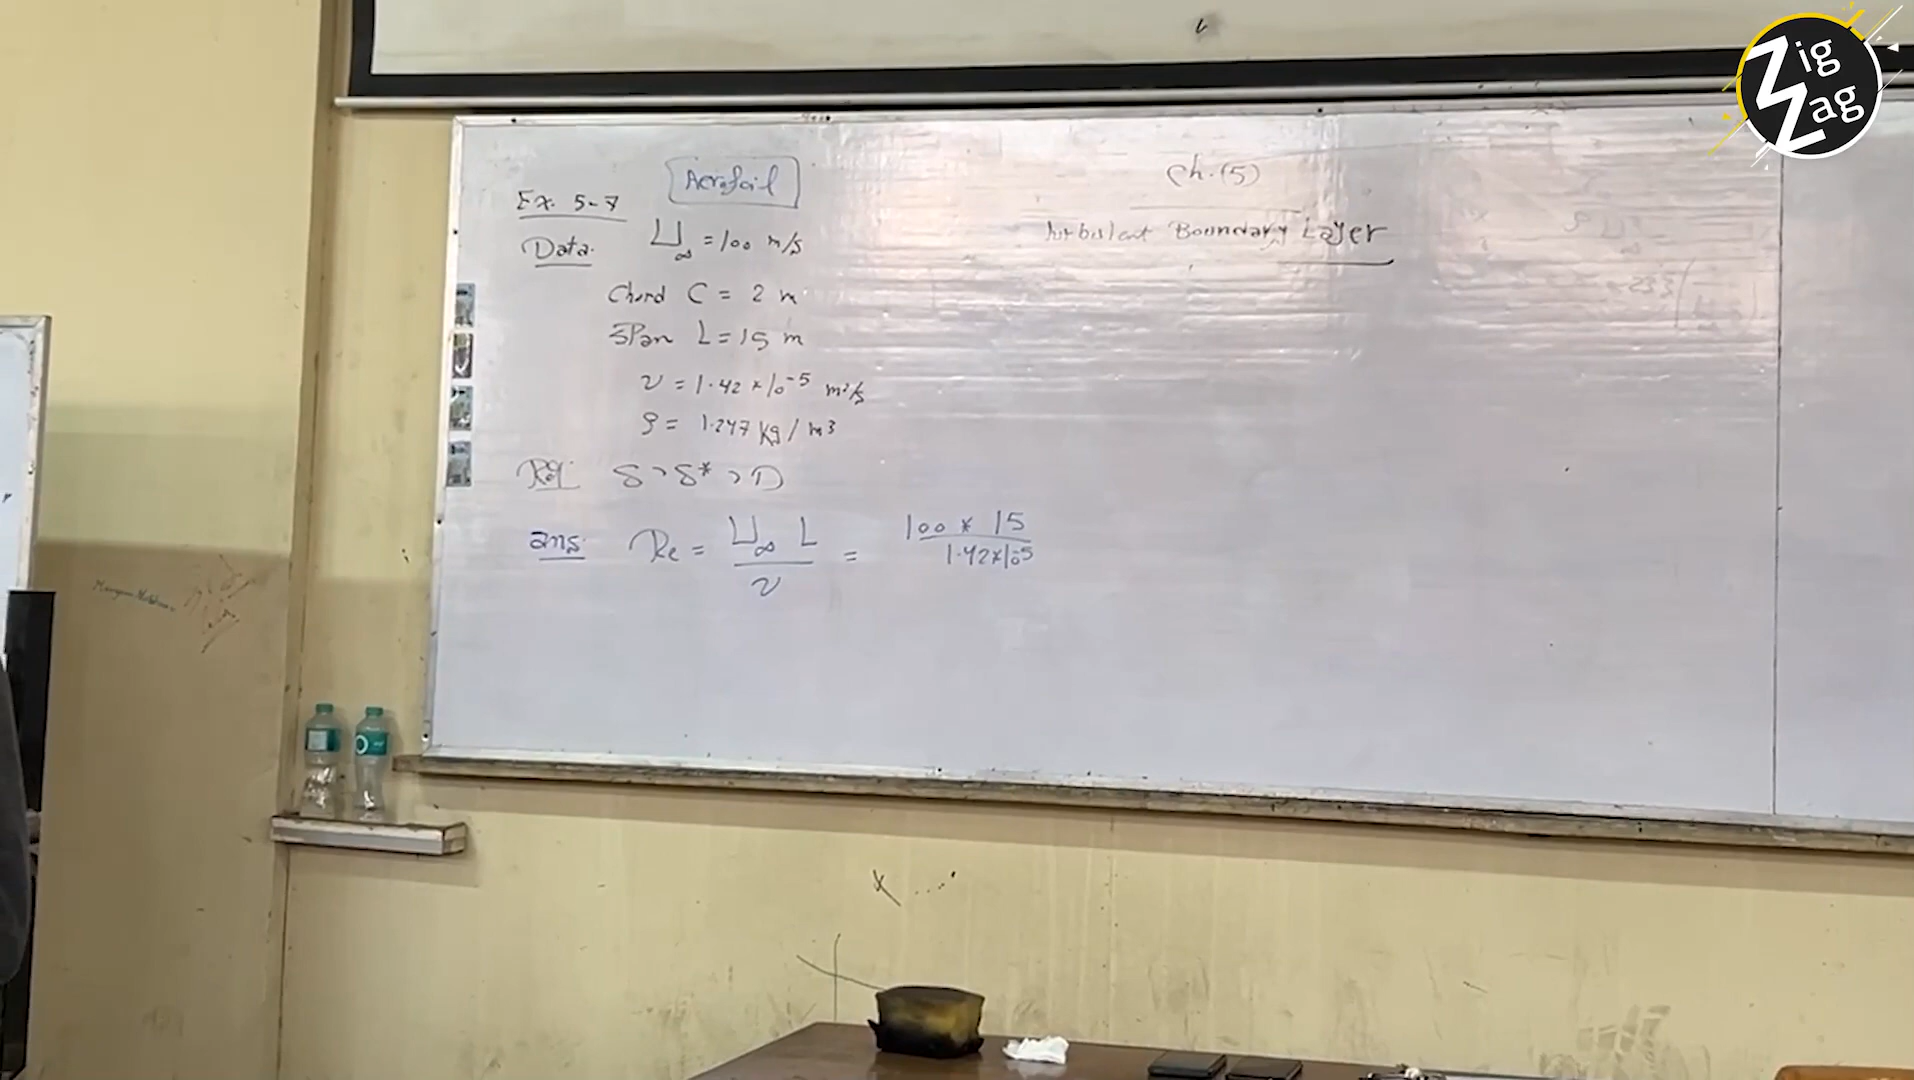 Zig
Zag
Aerofoil
Ex. 5-7
Data: U∞ = 100 m/s
Chord C = 2 m
Span L = 15 m
ν = 1.42 * 10^-5 m²/s
ρ = 1.247 kg/m³
Req: δ, δ*, D
ans: Re = U∞ L / ν = 100 * 15 / 1.42*10^-5
Ch. (5)
turbulent Boundary Layer